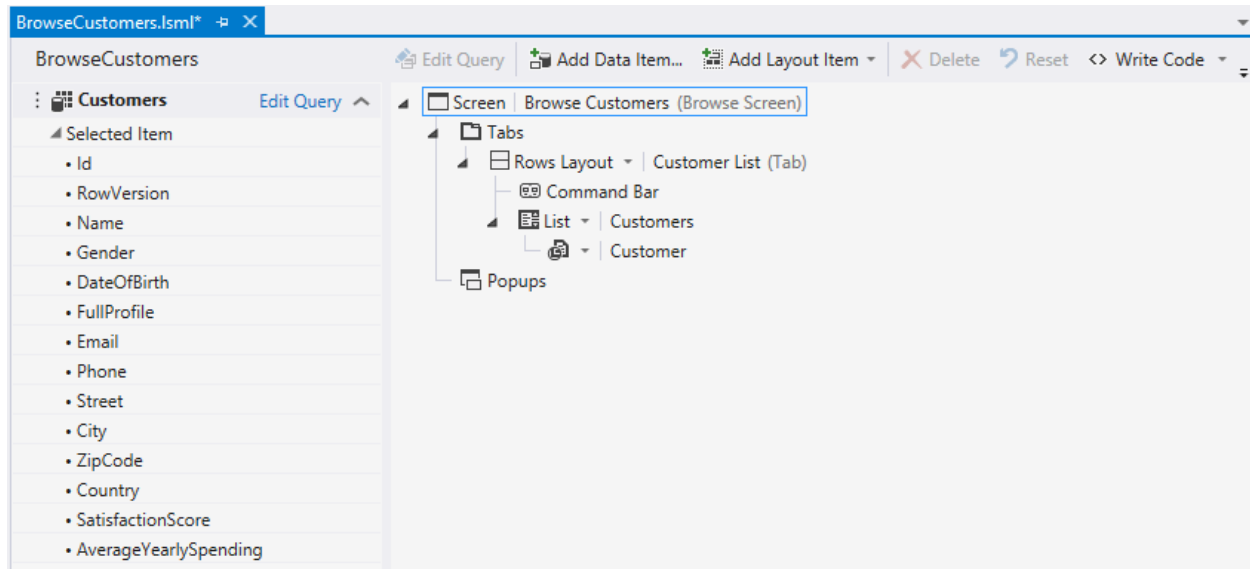 BrowseCustomers.lsml*
BrowseCustomers
Edit Query Add Data Item... Add Layout Item Delete Reset <> Write Code
Customers Edit Query
Selected Item
• Id
• RowVersion
• Name
• Gender
• DateOfBirth
• FullProfile
• Email
• Phone
• Street
• City
• ZipCode
• Country
• SatisfactionScore
• AverageYearlySpending
Screen | Browse Customers (Browse Screen)
Tabs
Rows Layout | Customer List (Tab)
Command Bar
List | Customers
| Customer
Popups